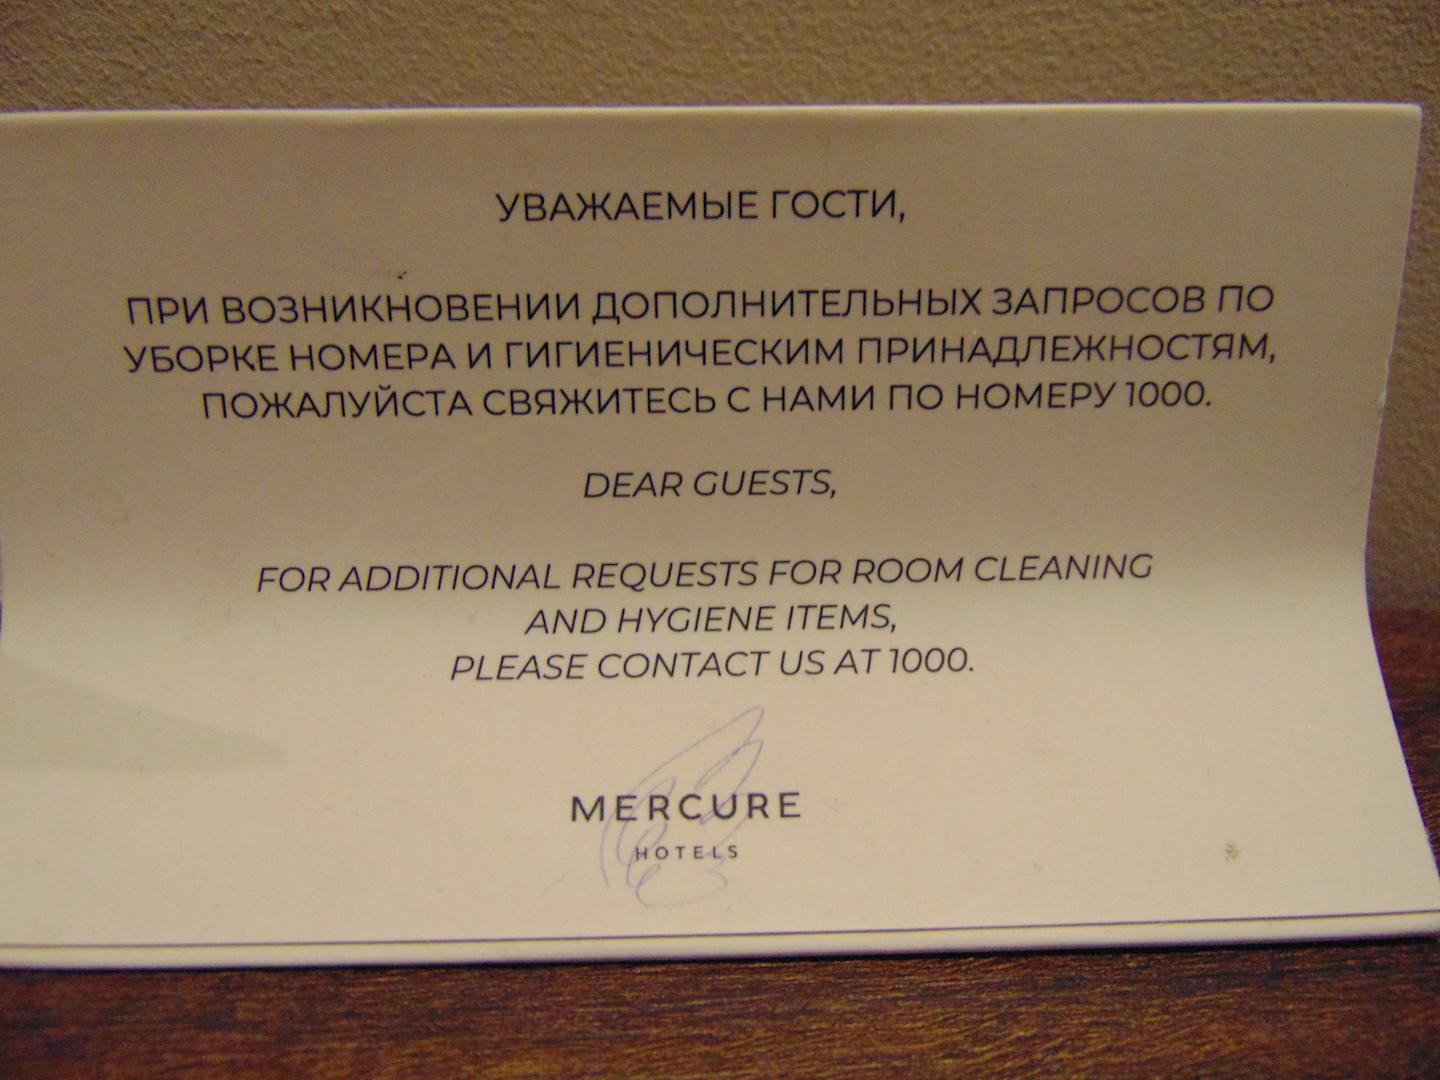 УВАЖАЕМЫЕ ГОСТИ,
ПРИ ВОЗНИКНОВЕНИИ ДОПОЛНИТЕЛЬНЫХ ЗАПРОСОВ ПО
УБОРКЕ НОМЕРА И ГИГИЕНИЧЕСКИМ ПРИНАДЛЕЖНОСТЯМ,
ПОЖАЛУЙСТА СВЯЖИТЕСЬ С НАМИ ПО НОМЕРУ 1000.
DEAR GUESTS,
FOR ADDITIONAL REQUESTS FOR ROOM CLEANING
AND HYGIENE ITEMS,
PLEASE CONTACT US AT 1000.
MERCURE
HOTELS